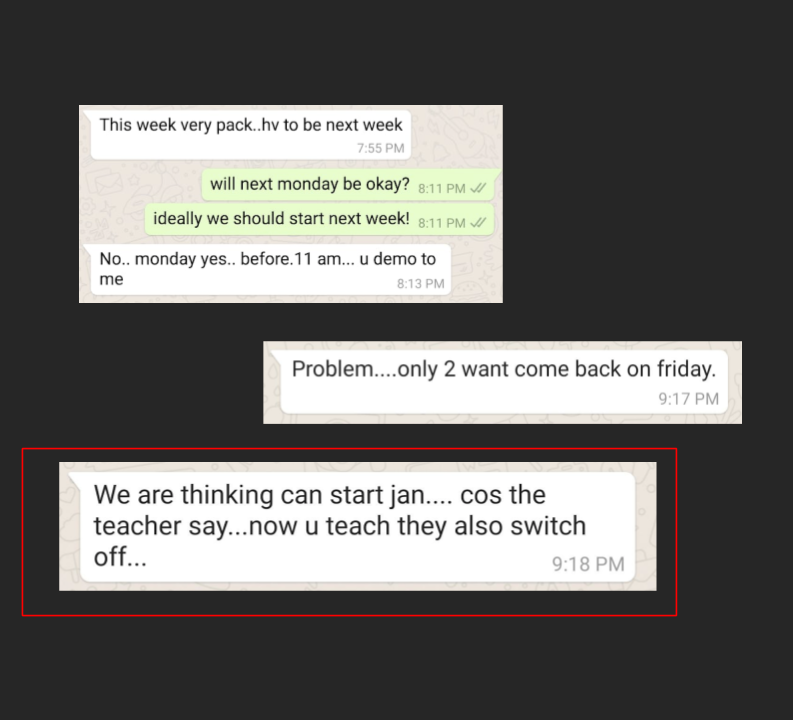 This week very pack..hv to be next week
7:55 PM
will next monday be okay? 8:11 PM
ideally we should start next week! 8:11 PM
No.. monday yes.. before.11 am... u demo to
me
8:13 PM
Problem....only 2 want come back on friday.
9:17 PM
We are thinking can start jan.... cos the
teacher say...now u teach they also switch
off...
9:18 PM